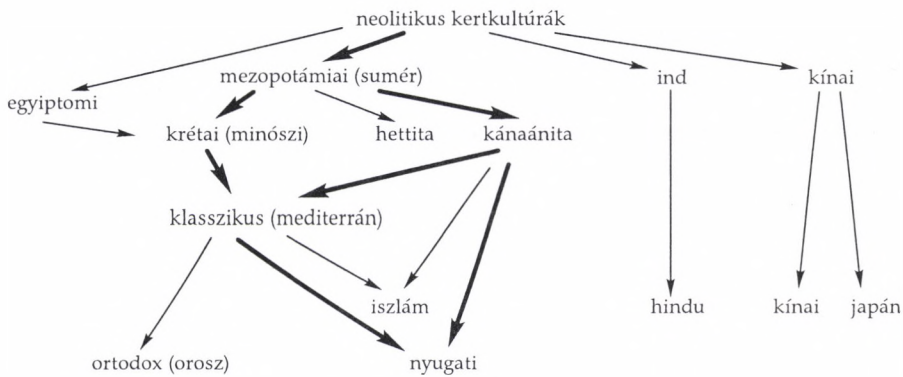 neolitikus kertkultúrák
mezopotámiai (sumér)
ind
kínai
egyiptomi
krétai (minószi)
hettita
kánaánita
klasszikus (mediterrán)
iszlám
hindu
kínai
japán
ortodox (orosz)
nyugati